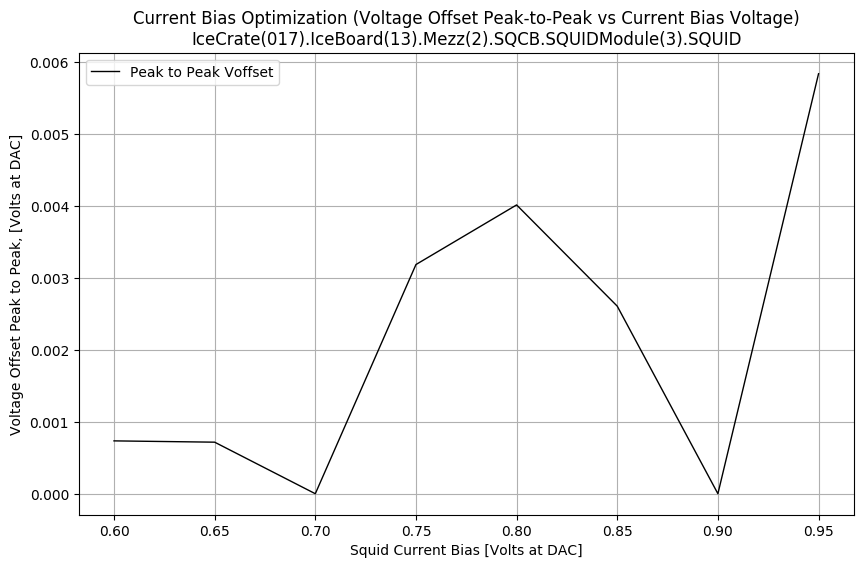 Current Bias Optimization (Voltage Offset Peak-to-Peak vs Current Bias Voltage)
IceCrate(017).IceBoard(13).Mezz(2).SQCB.SQUIDModule(3).SQUID
Peak to Peak Voffset
Voltage Offset Peak to Peak, [Volts at DAC]
0.006
0.005
0.004
0.003
0.002
0.001
0.000
0.60 0.65 0.70 0.75 0.80 0.85 0.90 0.95
Squid Current Bias [Volts at DAC]